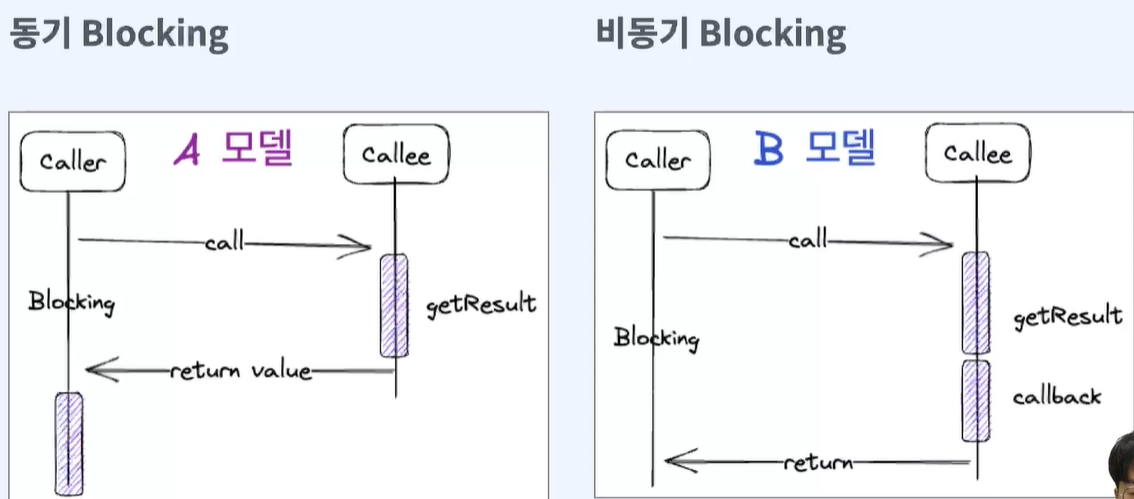 동기 Blocking
A 모델
Caller
Callee
call
Blocking
getResult
return value
비동기 Blocking
B 모델
Caller
Callee
call
getResult
Blocking
callback
return